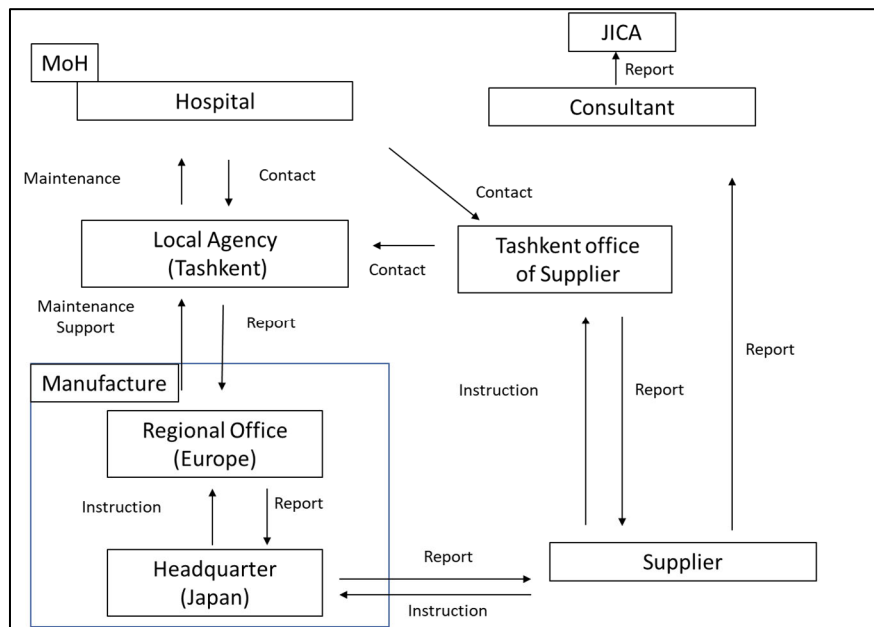 JICA
MoH
Report
Hospital
Consultant
Maintenance
Contact
Contact
Local Agency
(Tashkent)
Contact
Tashkent office
of Supplier
Maintenance
Support
Report
Report
Manufacture
Instruction
Report
Regional Office
(Europe)
Instruction
Report
Headquarter
(Japan)
Report
Instruction
Supplier